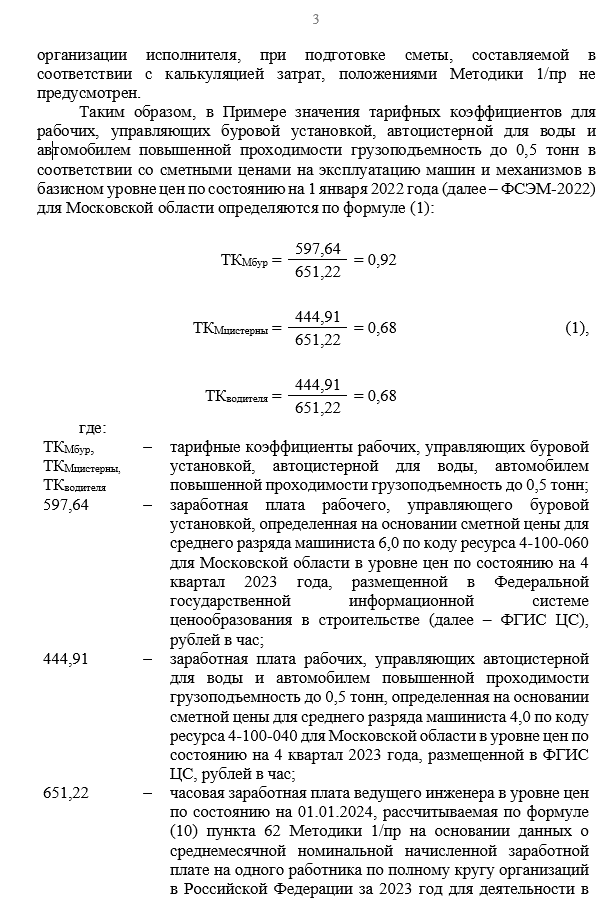 3
организации исполнителя, при подготовке сметы, составляемой в
соответствии с калькуляцией затрат, положениями Методики 1/пр не
предусмотрен.
Таким образом, в Примере значения тарифных коэффициентов для
рабочих, управляющих буровой установкой, автоцистерной для воды и
автомобилем повышенной проходимости грузоподъемность до 0,5 тонн в
соответствии со сметными ценами на эксплуатацию машин и механизмов в
базисном уровне цен по состоянию на 1 января 2022 года (далее – ФСЭМ-2022)
для Московской области определяются по формуле (1):
ТКМбур = 597,64 / 651,22 = 0,92
ТКМцистерны = 444,91 / 651,22 = 0,68 (1),
ТКводителя = 444,91 / 651,22 = 0,68
где:
ТКМбур, – тарифные коэффициенты рабочих, управляющих буровой
ТКМцистерны, установкой, автоцистерной для воды, автомобилем
ТКводителя повышенной проходимости грузоподъемность до 0,5 тонн;
597,64 – заработная плата рабочего, управляющего буровой
установкой, определенная на основании сметной цены для
среднего разряда машиниста 6,0 по коду ресурса 4-100-060
для Московской области в уровне цен по состоянию на 4
квартал 2023 года, размещенной в Федеральной
государственной информационной системе
ценообразования в строительстве (далее – ФГИС ЦС),
рублей в час;
444,91 – заработная плата рабочих, управляющих автоцистерной
для воды и автомобилем повышенной проходимости
грузоподъемность до 0,5 тонн, определенная на основании
сметной цены для среднего разряда машиниста 4,0 по коду
ресурса 4-100-040 для Московской области в уровне цен по
состоянию на 4 квартал 2023 года, размещенной в ФГИС
ЦС, рублей в час;
651,22 – часовая заработная плата ведущего инженера в уровне цен
по состоянию на 01.01.2024, рассчитываемая по формуле
(10) пункта 62 Методики 1/пр на основании данных о
среднемесячной номинальной начисленной заработной
плате на одного работника по полному кругу организаций
в Российской Федерации за 2023 год для деятельности в